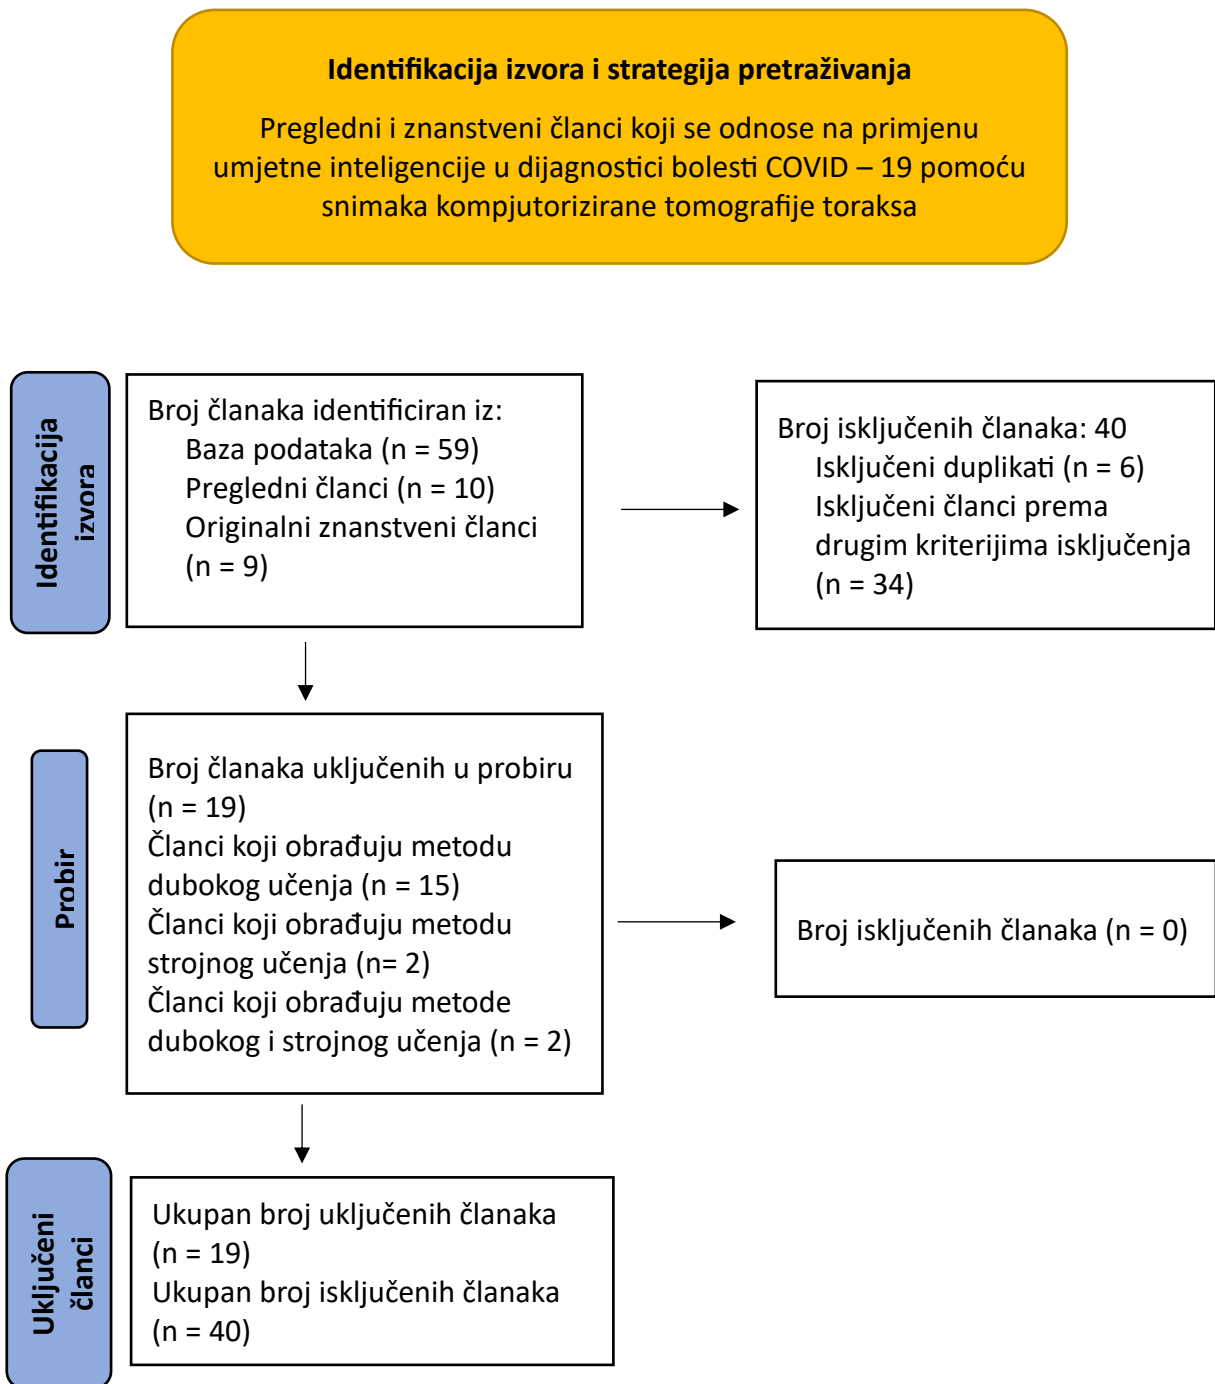 Identifikacija izvora i strategija pretraživanja
Pregledni i znanstveni članci koji se odnose na primjenu
umjetne inteligencije u dijagnostici bolesti COVID – 19 pomoću
snimaka kompjutorizirane tomografije toraksa
Identifikacija
izvora
Broj članaka identificiran iz:
Baza podataka (n = 59)
Pregledni članci (n = 10)
Originalni znanstveni članci
(n = 9)
Broj isključenih članaka: 40
Isključeni duplikati (n = 6)
Isključeni članci prema
drugim kriterijima isključenja
(n = 34)
Probir
Broj članaka uključenih u probiru
(n = 19)
Članci koji obrađuju metodu
dubokog učenja (n = 15)
Članci koji obrađuju metodu
strojnog učenja (n= 2)
Članci koji obrađuju metode
dubokog i strojnog učenja (n = 2)
Broj isključenih članaka (n = 0)
Uključeni
članci
Ukupan broj uključenih članaka
(n = 19)
Ukupan broj isključenih članaka
(n = 40)